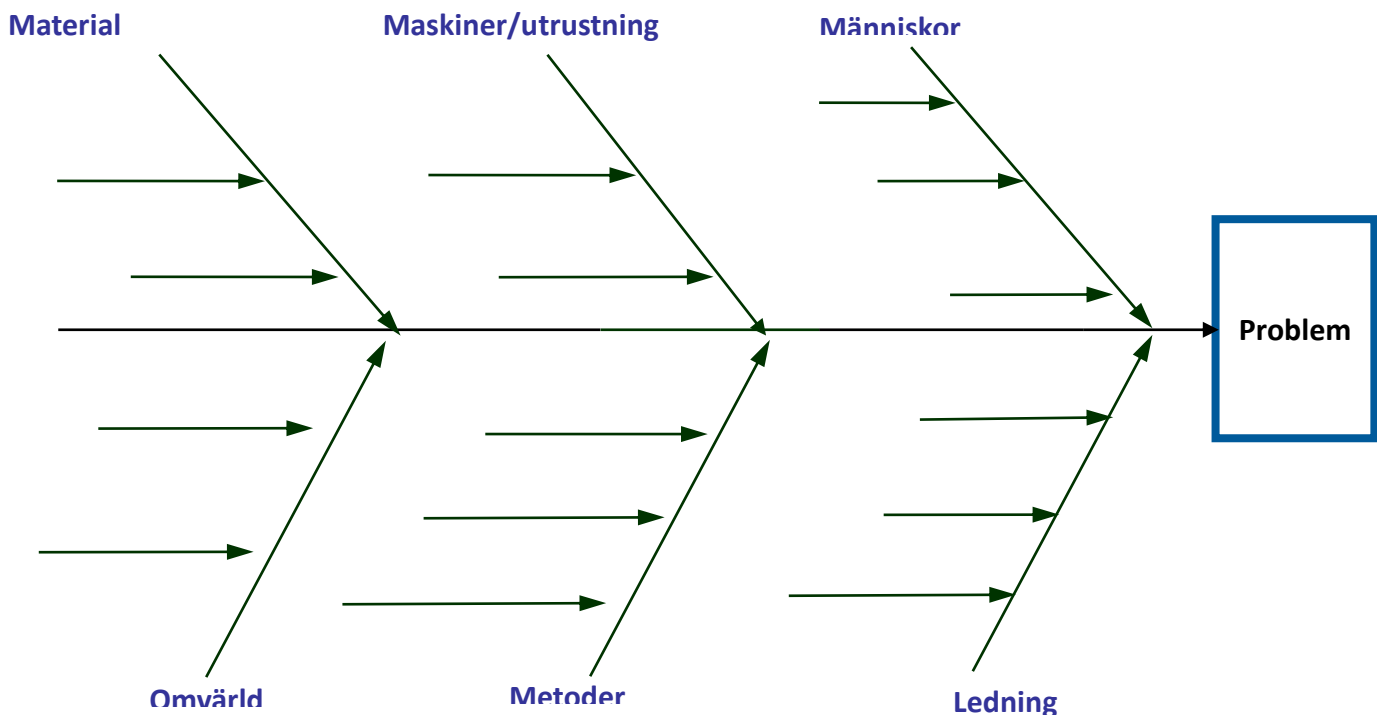 Material
Maskiner/utrustning
Människor
Problem
Omvärld
Metoder
Ledning